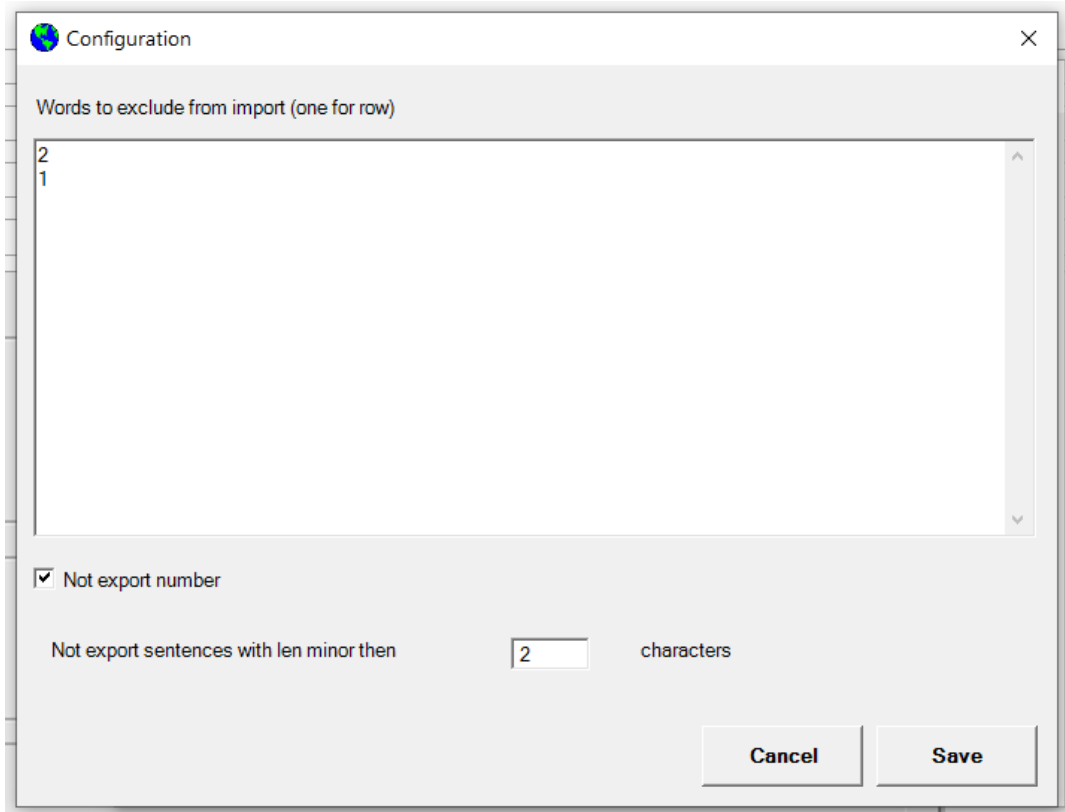 Configuration
Words to exclude from import (one for row)
2
1
Not export number
Not export sentences with len minor then 2 characters
Cancel Save